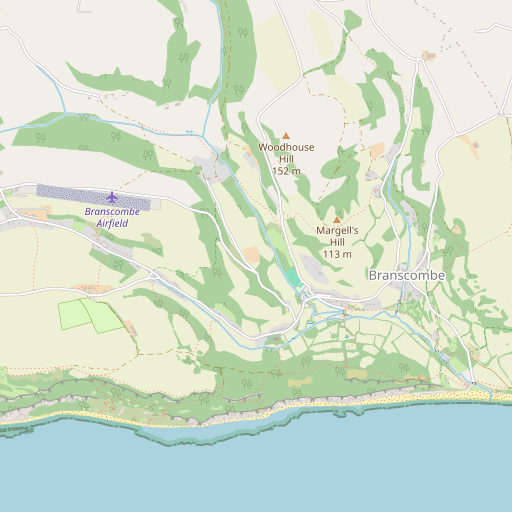 Woodhouse
Hill
152 m
Branscombe
Airfield
Margell's
Hill
113 m
Branscombe